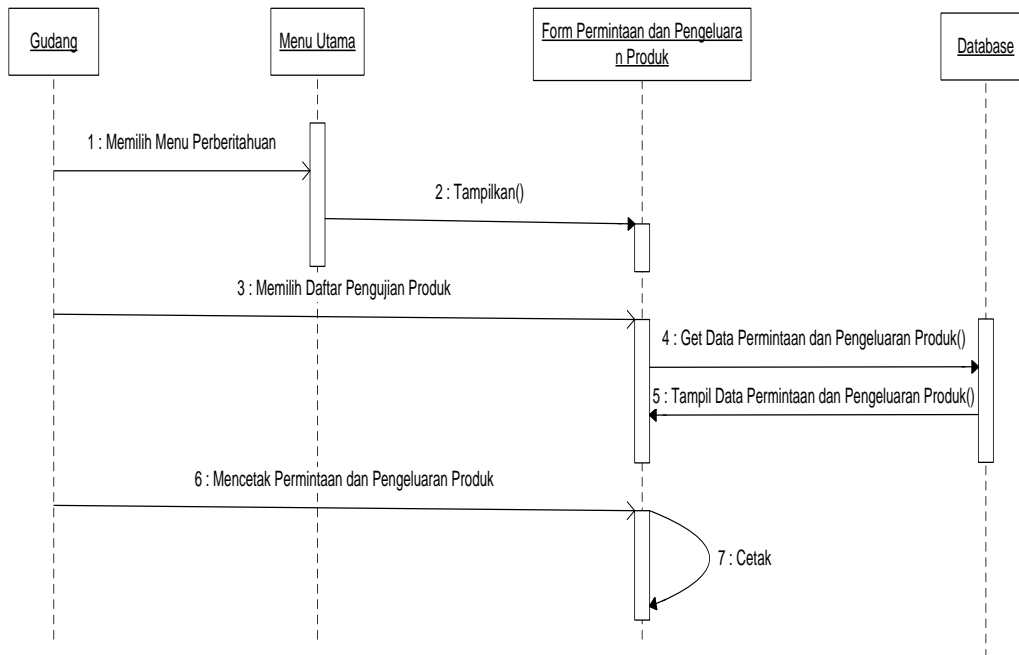 Gudang
Menu Utama
Form Permintaan dan Pengeluara
n Produk
Database
1 : Memilih Menu Perberitahuan
2 : Tampilkan()
3 : Memilih Daftar Pengujian Produk
4 : Get Data Permintaan dan Pengeluaran Produk()
5 : Tampil Data Permintaan dan Pengeluaran Produk()
6 : Mencetak Permintaan dan Pengeluaran Produk
7 : Cetak